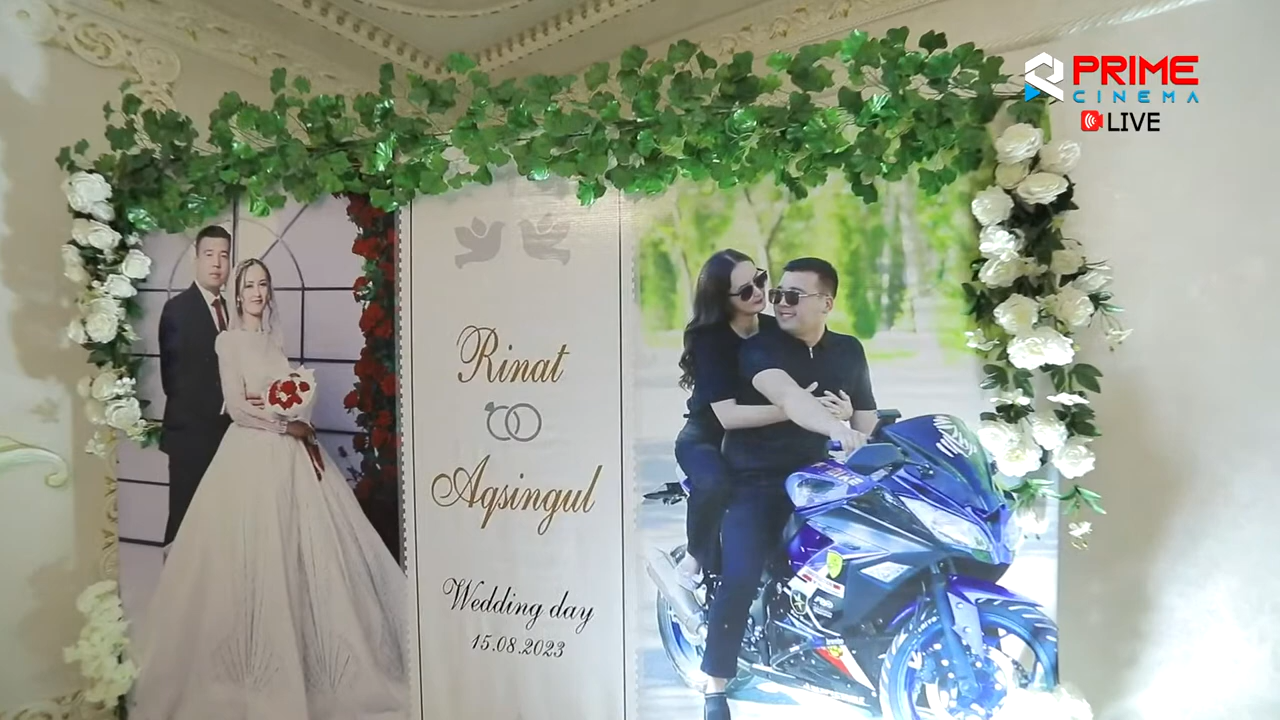 PRIME
CINEMA
LIVE
Rinat
Aqsingul
Wedding day
15.08.2023